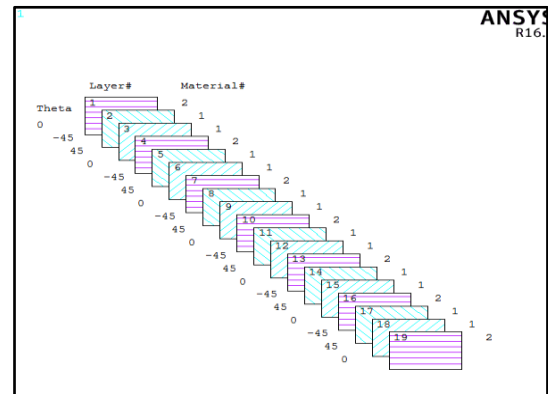 1 ANSYS
R16.
Layer# Material#
Theta 1 2
2 1
0 3 1
-45 4 2
45 5 1
0 6 1
-45 7 2
45 8 1
0 9 1
-45 10 2
45 11 1
0 12 1
-45 13 2
45 14 1
0 15 1
-45 16 2
45 17 1
0 18 1
-45 19 2
45
0